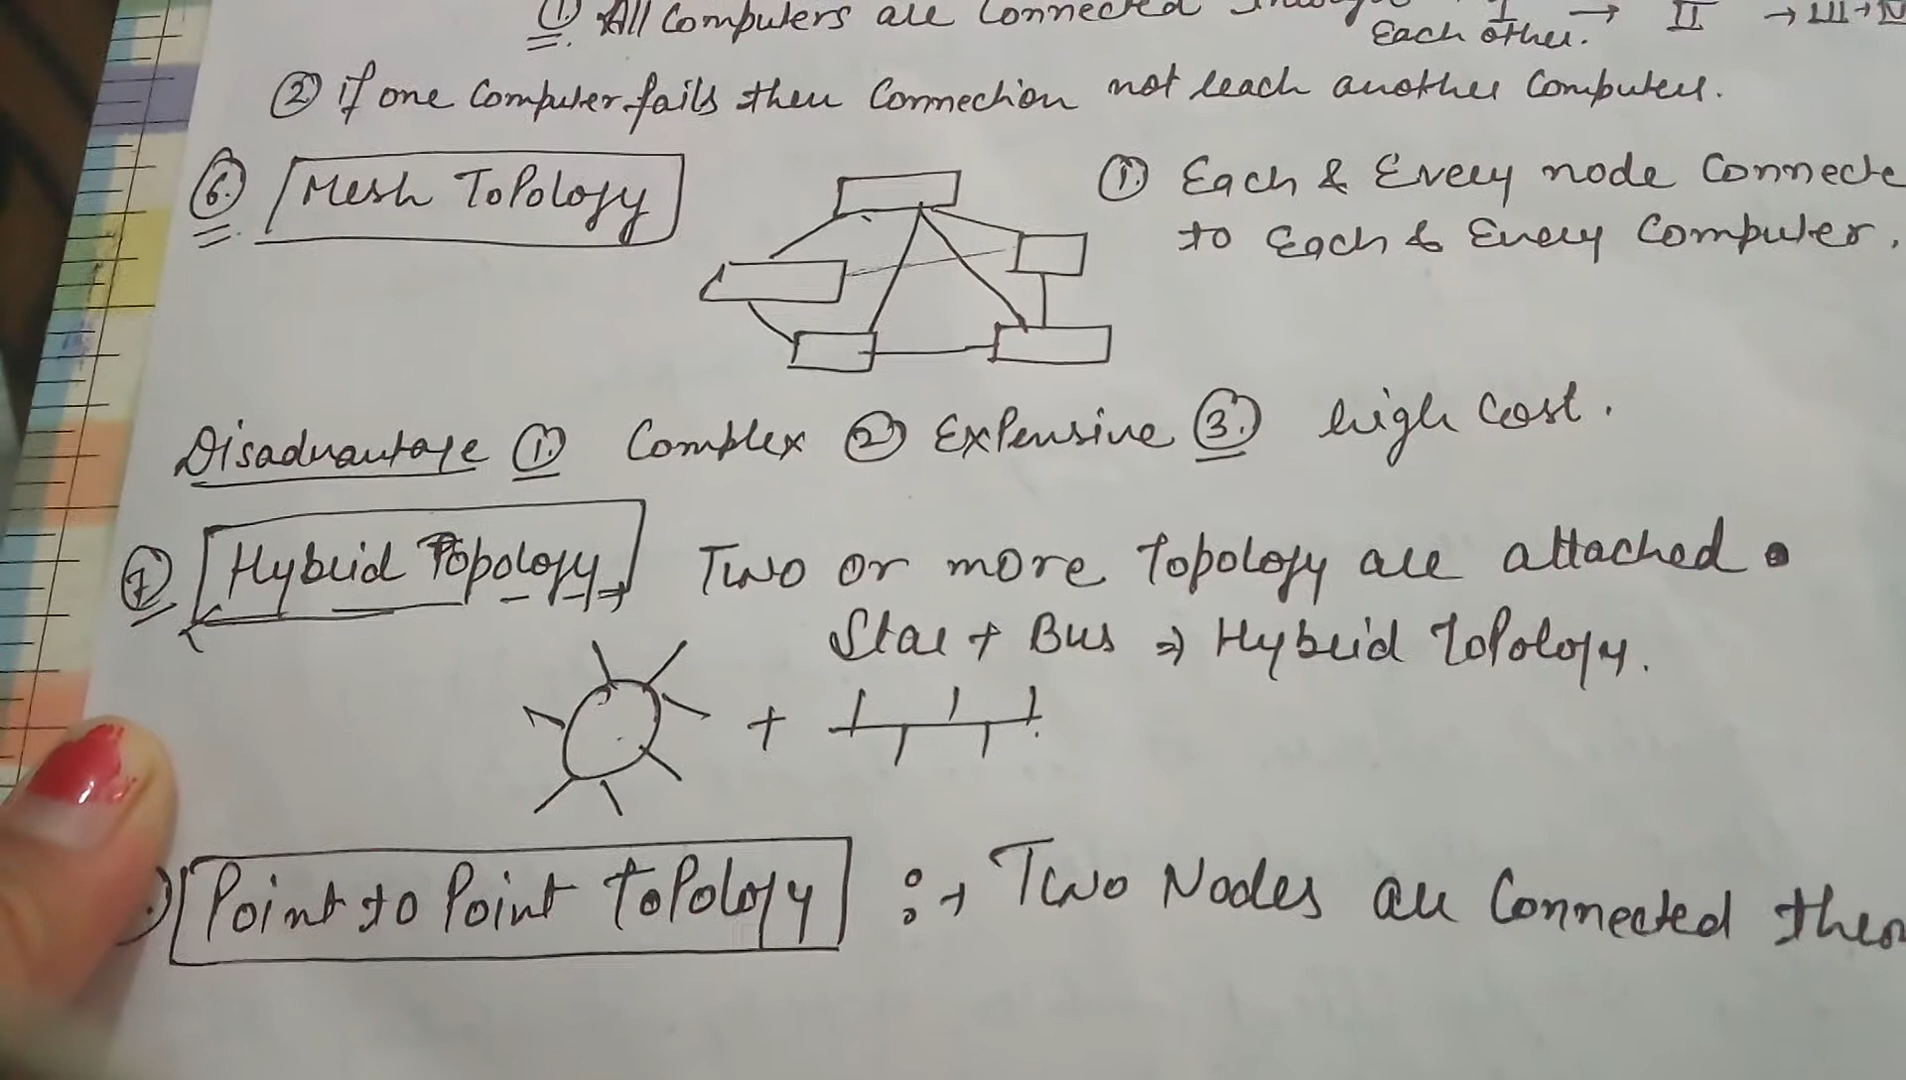 ① All Computers are Connected
Each other. I → II → III → IV
② if one Computer fails then Connection not reach another Computers.
⑥. Mesh Topology
① Each & Every node Connecte
to Each & Every Computer.
Disadvantage ① Complex ② Expensive ③. high Cost.
⑦ Hybrid Topology Two or more topology are attached.
Star + Bus ⇒ Hybrid Topology.
+
Point to Point topology :→ Two Nodes are Connected then